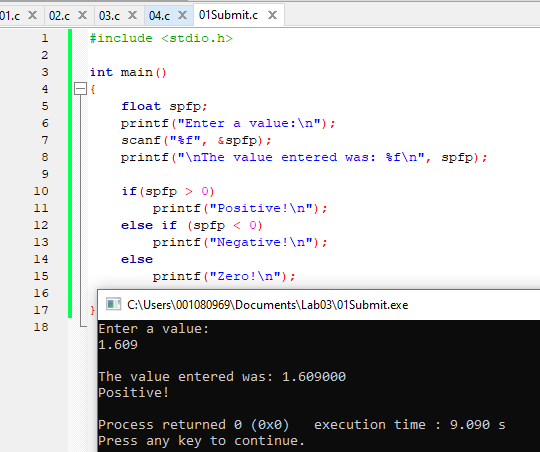 01.c 02.c 03.c 04.c 01Submit.c
1 #include <stdio.h>
2
3 int main()
4 {
5 float spfp;
6 printf("Enter a value:\n");
7 scanf("%f", &spfp);
8 printf("\nThe value entered was: %f\n", spfp);
9
10 if(spfp > 0)
11 printf("Positive!\n");
12 else if (spfp < 0)
13 printf("Negative!\n");
14 else
15 printf("Zero!\n");
16
17 }
18
C:\Users\001080969\Documents\Lab03\01Submit.exe
Enter a value:
1.609
The value entered was: 1.609000
Positive!
Process returned 0 (0x0) execution time : 9.090 s
Press any key to continue.